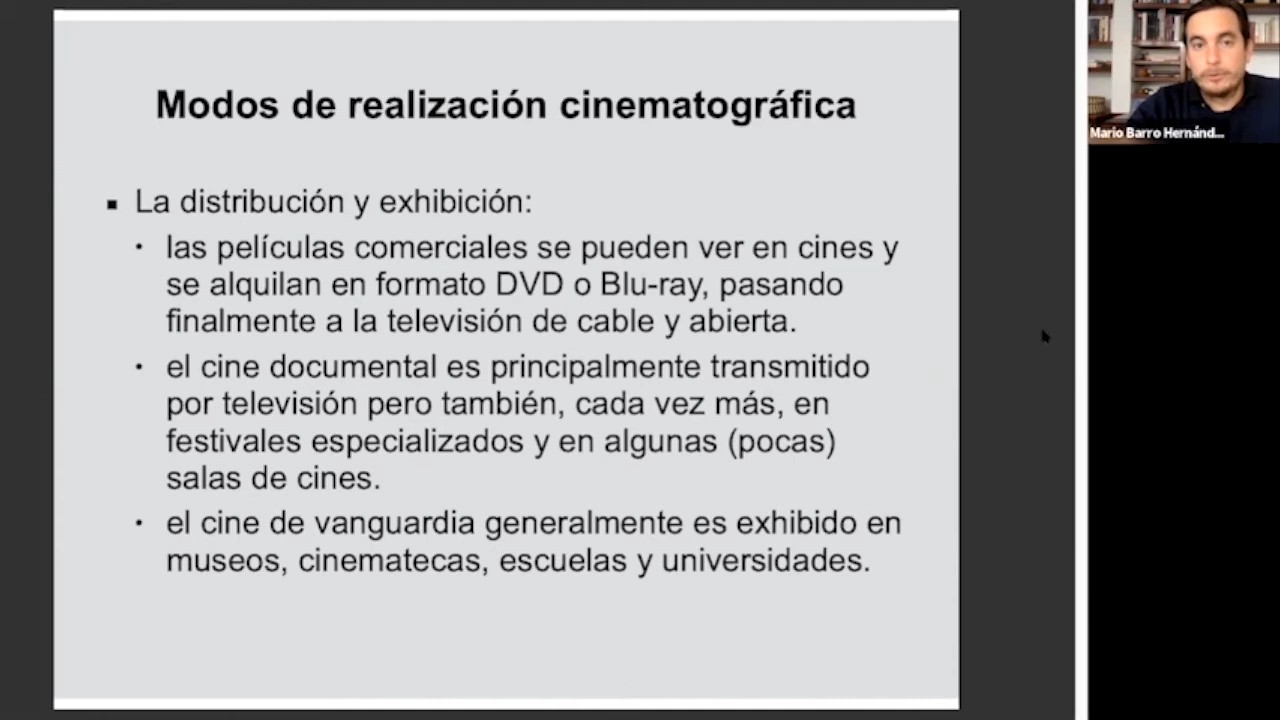 Modos de realización cinematográfica
▪ La distribución y exhibición:
• las películas comerciales se pueden ver en cines y
se alquilan en formato DVD o Blu-ray, pasando
finalmente a la televisión de cable y abierta.
• el cine documental es principalmente transmitido
por televisión pero también, cada vez más, en
festivales especializados y en algunas (pocas)
salas de cines.
• el cine de vanguardia generalmente es exhibido en
museos, cinematecas, escuelas y universidades.
Mario Barro Hernánd...